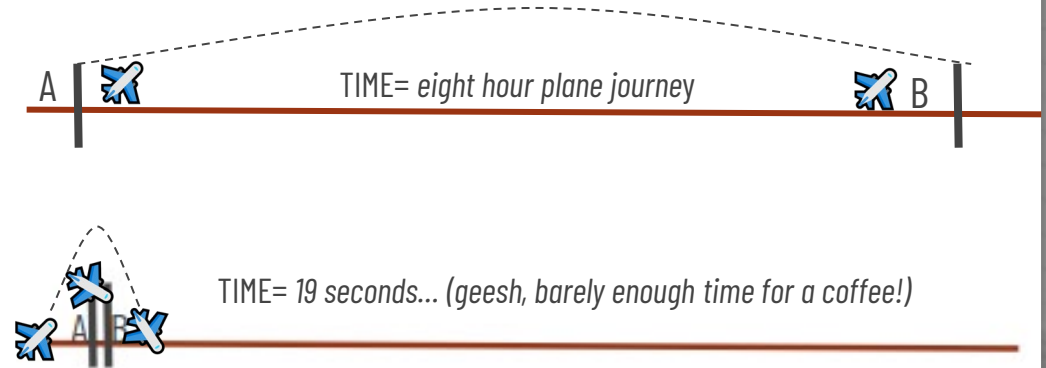 A
TIME= eight hour plane journey
B
TIME= 19 seconds... (geesh, barely enough time for a coffee!)
A
B